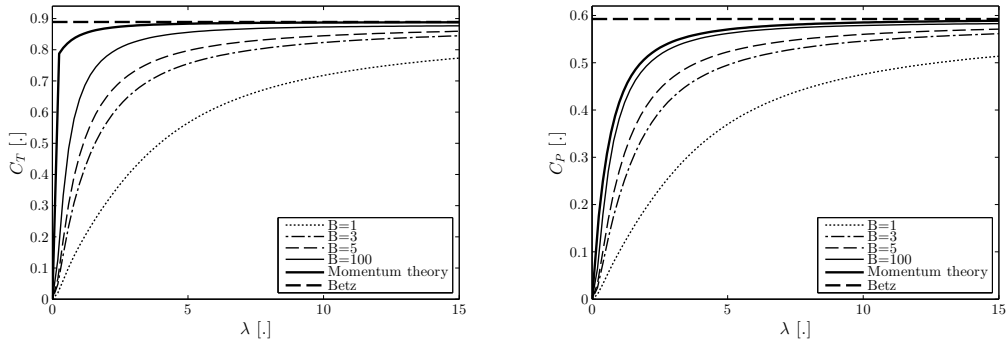 0.9
0.8
0.7
0.6
0.5
0.4
0.3
0.2
0.1
0
C_T [.]
0
5
10
15
λ [.]
B=1
B=3
B=5
B=100
Momentum theory
Betz
0.6
0.5
0.4
0.3
0.2
0.1
0
C_P [.]
0
5
10
15
λ [.]
B=1
B=3
B=5
B=100
Momentum theory
Betz